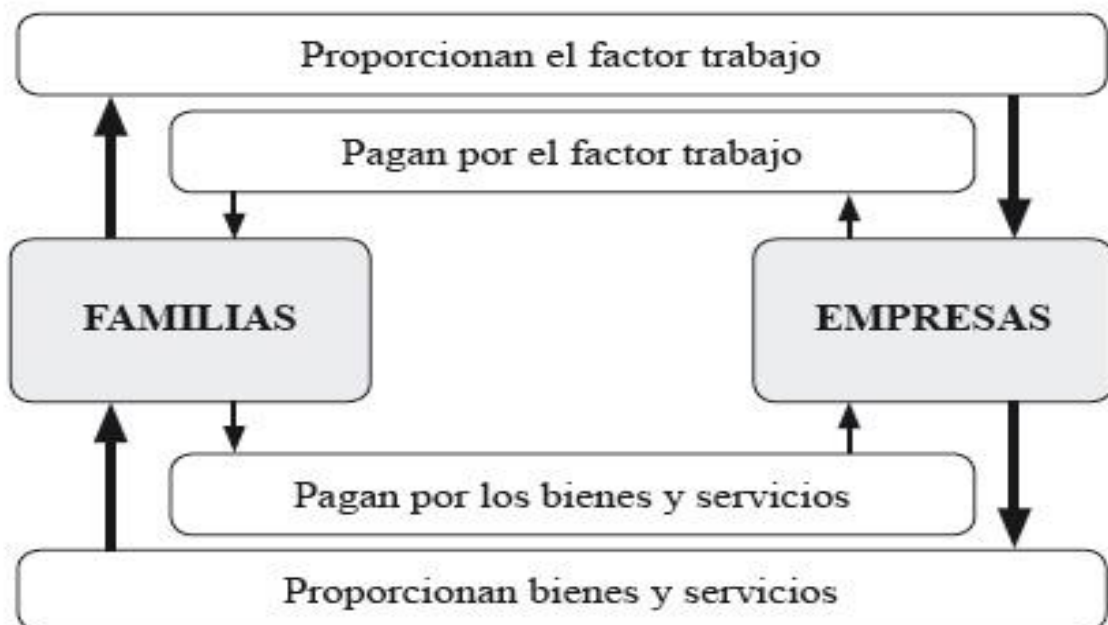 Proporcionan el factor trabajo
Pagan por el factor trabajo
FAMILIAS
EMPRESAS
Pagan por los bienes y servicios
Proporcionan bienes y servicios